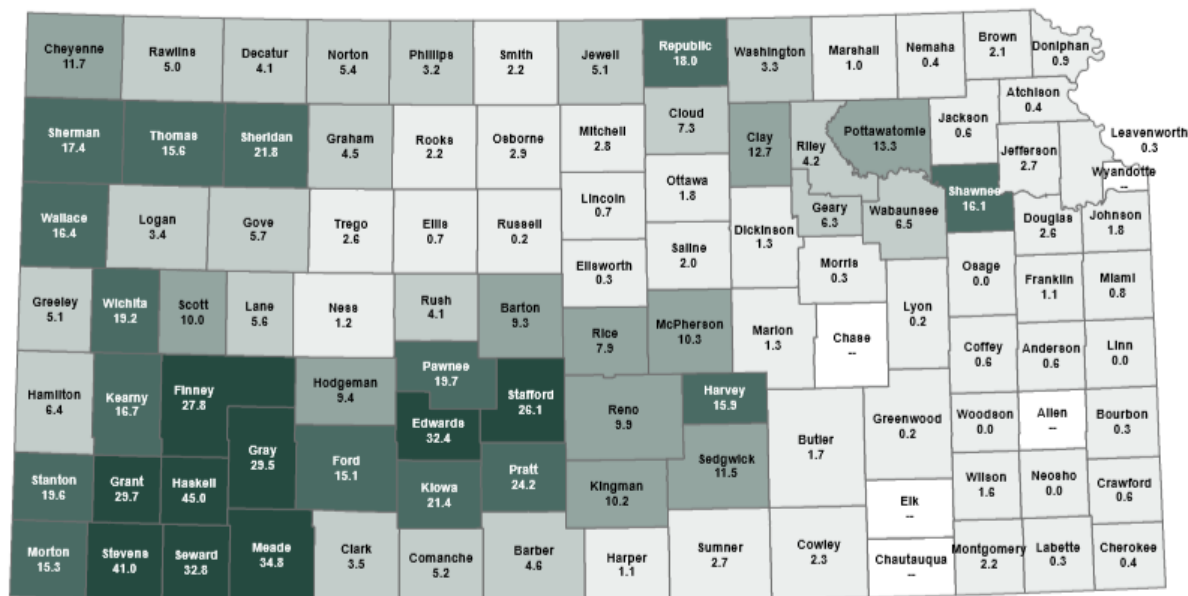 Cheyenne
11.7
Rawlins
5.0
Decatur
4.1
Norton
5.4
Phillips
3.2
Smith
2.2
Jewell
5.1
Republic
18.0
Washington
3.3
Marshall
1.0
Nemaha
0.4
Brown
2.1
Doniphan
0.9
Atchison
0.4
Sherman
17.4
Thomas
15.6
Sheridan
21.8
Graham
4.5
Rooks
2.2
Osborne
2.9
Mitchell
2.8
Cloud
7.3
Clay
12.7
Riley
4.2
Pottawatomie
13.3
Jackson
0.6
Jefferson
2.7
Leavenworth
0.3
Wyandotte
--
Lincoln
0.7
Ottawa
1.8
Wallace
16.4
Logan
3.4
Gove
5.7
Trego
2.6
Ellis
0.7
Russell
0.2
Ellsworth
0.3
Saline
2.0
Dickinson
1.3
Geary
6.3
Wabaunsee
6.5
Shawnee
16.1
Douglas
2.6
Johnson
1.8
Morris
0.3
Osage
0.0
Franklin
1.1
Miami
0.8
Greeley
5.1
Wichita
19.2
Scott
10.0
Lane
5.6
Ness
1.2
Rush
4.1
Barton
9.3
Rice
7.9
McPherson
10.3
Marion
1.3
Chase
--
Lyon
0.2
Coffey
0.6
Anderson
0.6
Linn
0.0
Hamilton
6.4
Kearny
16.7
Finney
27.8
Hodgeman
9.4
Pawnee
19.7
Stafford
26.1
Edwards
32.4
Reno
9.9
Harvey
15.9
Butler
1.7
Greenwood
0.2
Woodson
0.0
Allen
--
Bourbon
0.3
Gray
29.5
Ford
15.1
Kiowa
21.4
Pratt
24.2
Kingman
10.2
Sedgwick
11.5
Stanton
19.6
Grant
29.7
Haskell
45.0
Elk
--
Wilson
1.6
Neosho
0.0
Crawford
0.6
Morton
15.3
Stevens
41.0
Seward
32.8
Meade
34.8
Clark
3.5
Comanche
5.2
Barber
4.6
Harper
1.1
Sumner
2.7
Cowley
2.3
Chautauqua
--
Montgomery
2.2
Labette
0.3
Cherokee
0.4